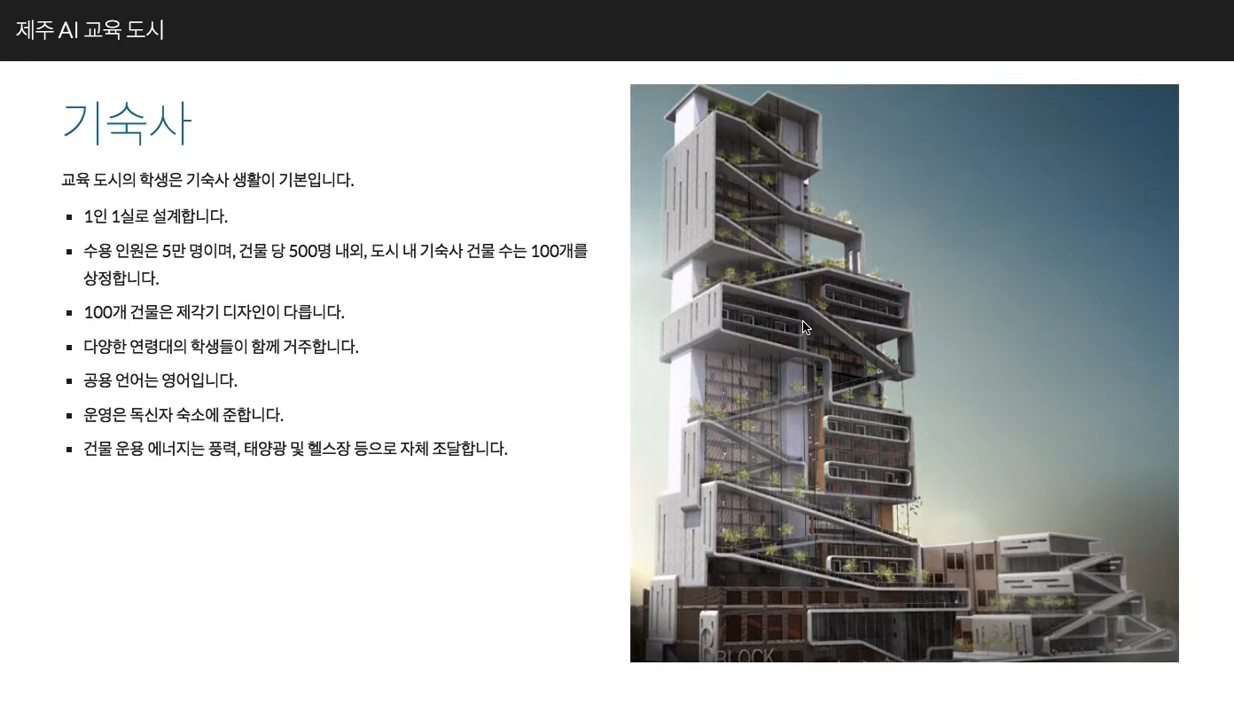 제주 AI 교육 도시
기숙사
교육 도시의 학생은 기숙사 생활이 기본입니다.
▪ 1인 1실로 설계합니다.
▪ 수용 인원은 5만 명이며, 건물 당 500명 내외, 도시 내 기숙사 건물 수는 100개를
상정합니다.
▪ 100개 건물은 제각기 디자인이 다릅니다.
▪ 다양한 연령대의 학생들이 함께 거주합니다.
▪ 공용 언어는 영어입니다.
▪ 운영은 독신자 숙소에 준합니다.
▪ 건물 운용 에너지는 풍력, 태양광 및 헬스장 등으로 자체 조달합니다.
BLOCK